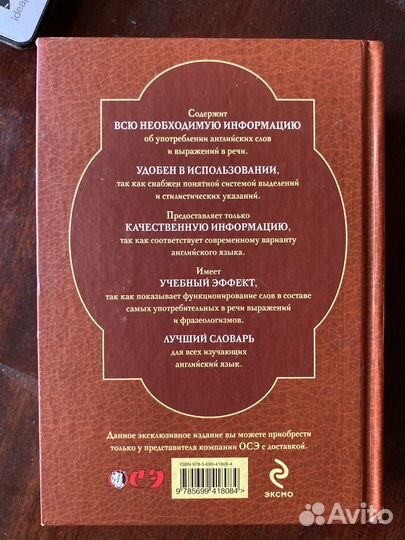 ideapad
Содержит
ВСЮ НЕОБХОДИМУЮ ИНФОРМАЦИЮ
об употреблении английских слов
и выражений в речи.
УДОБЕН В ИСПОЛЬЗОВАНИИ,
так как снабжен понятной системой выделений
и стилистических указаний.
Предоставляет только
КАЧЕСТВЕННУЮ ИНФОРМАЦИЮ,
так как соответствует современному варианту
английского языка.
Имеет
УЧЕБНЫЙ ЭФФЕКТ,
так как показывает функционирование слов в составе
самых употребительных в речи выражений
и фразеологизмов.
ЛУЧШИЙ СЛОВАРЬ
для всех изучающих
английский язык.
Данное эксклюзивное издание вы можете приобрести
только у представителя компании ОСЭ с доставкой.
ОСЭ
ISBN 978-5-699-41808-4
9 785699 418084 >
ЭКСМО
Avito